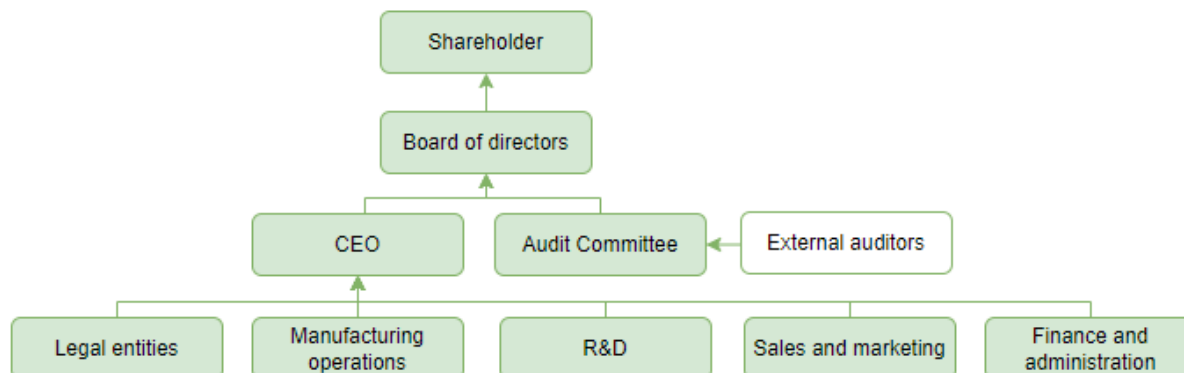 Shareholder
Board of directors
CEO
Audit Committee
External auditors
Legal entities
Manufacturing
operations
R&D
Sales and marketing
Finance and
administration